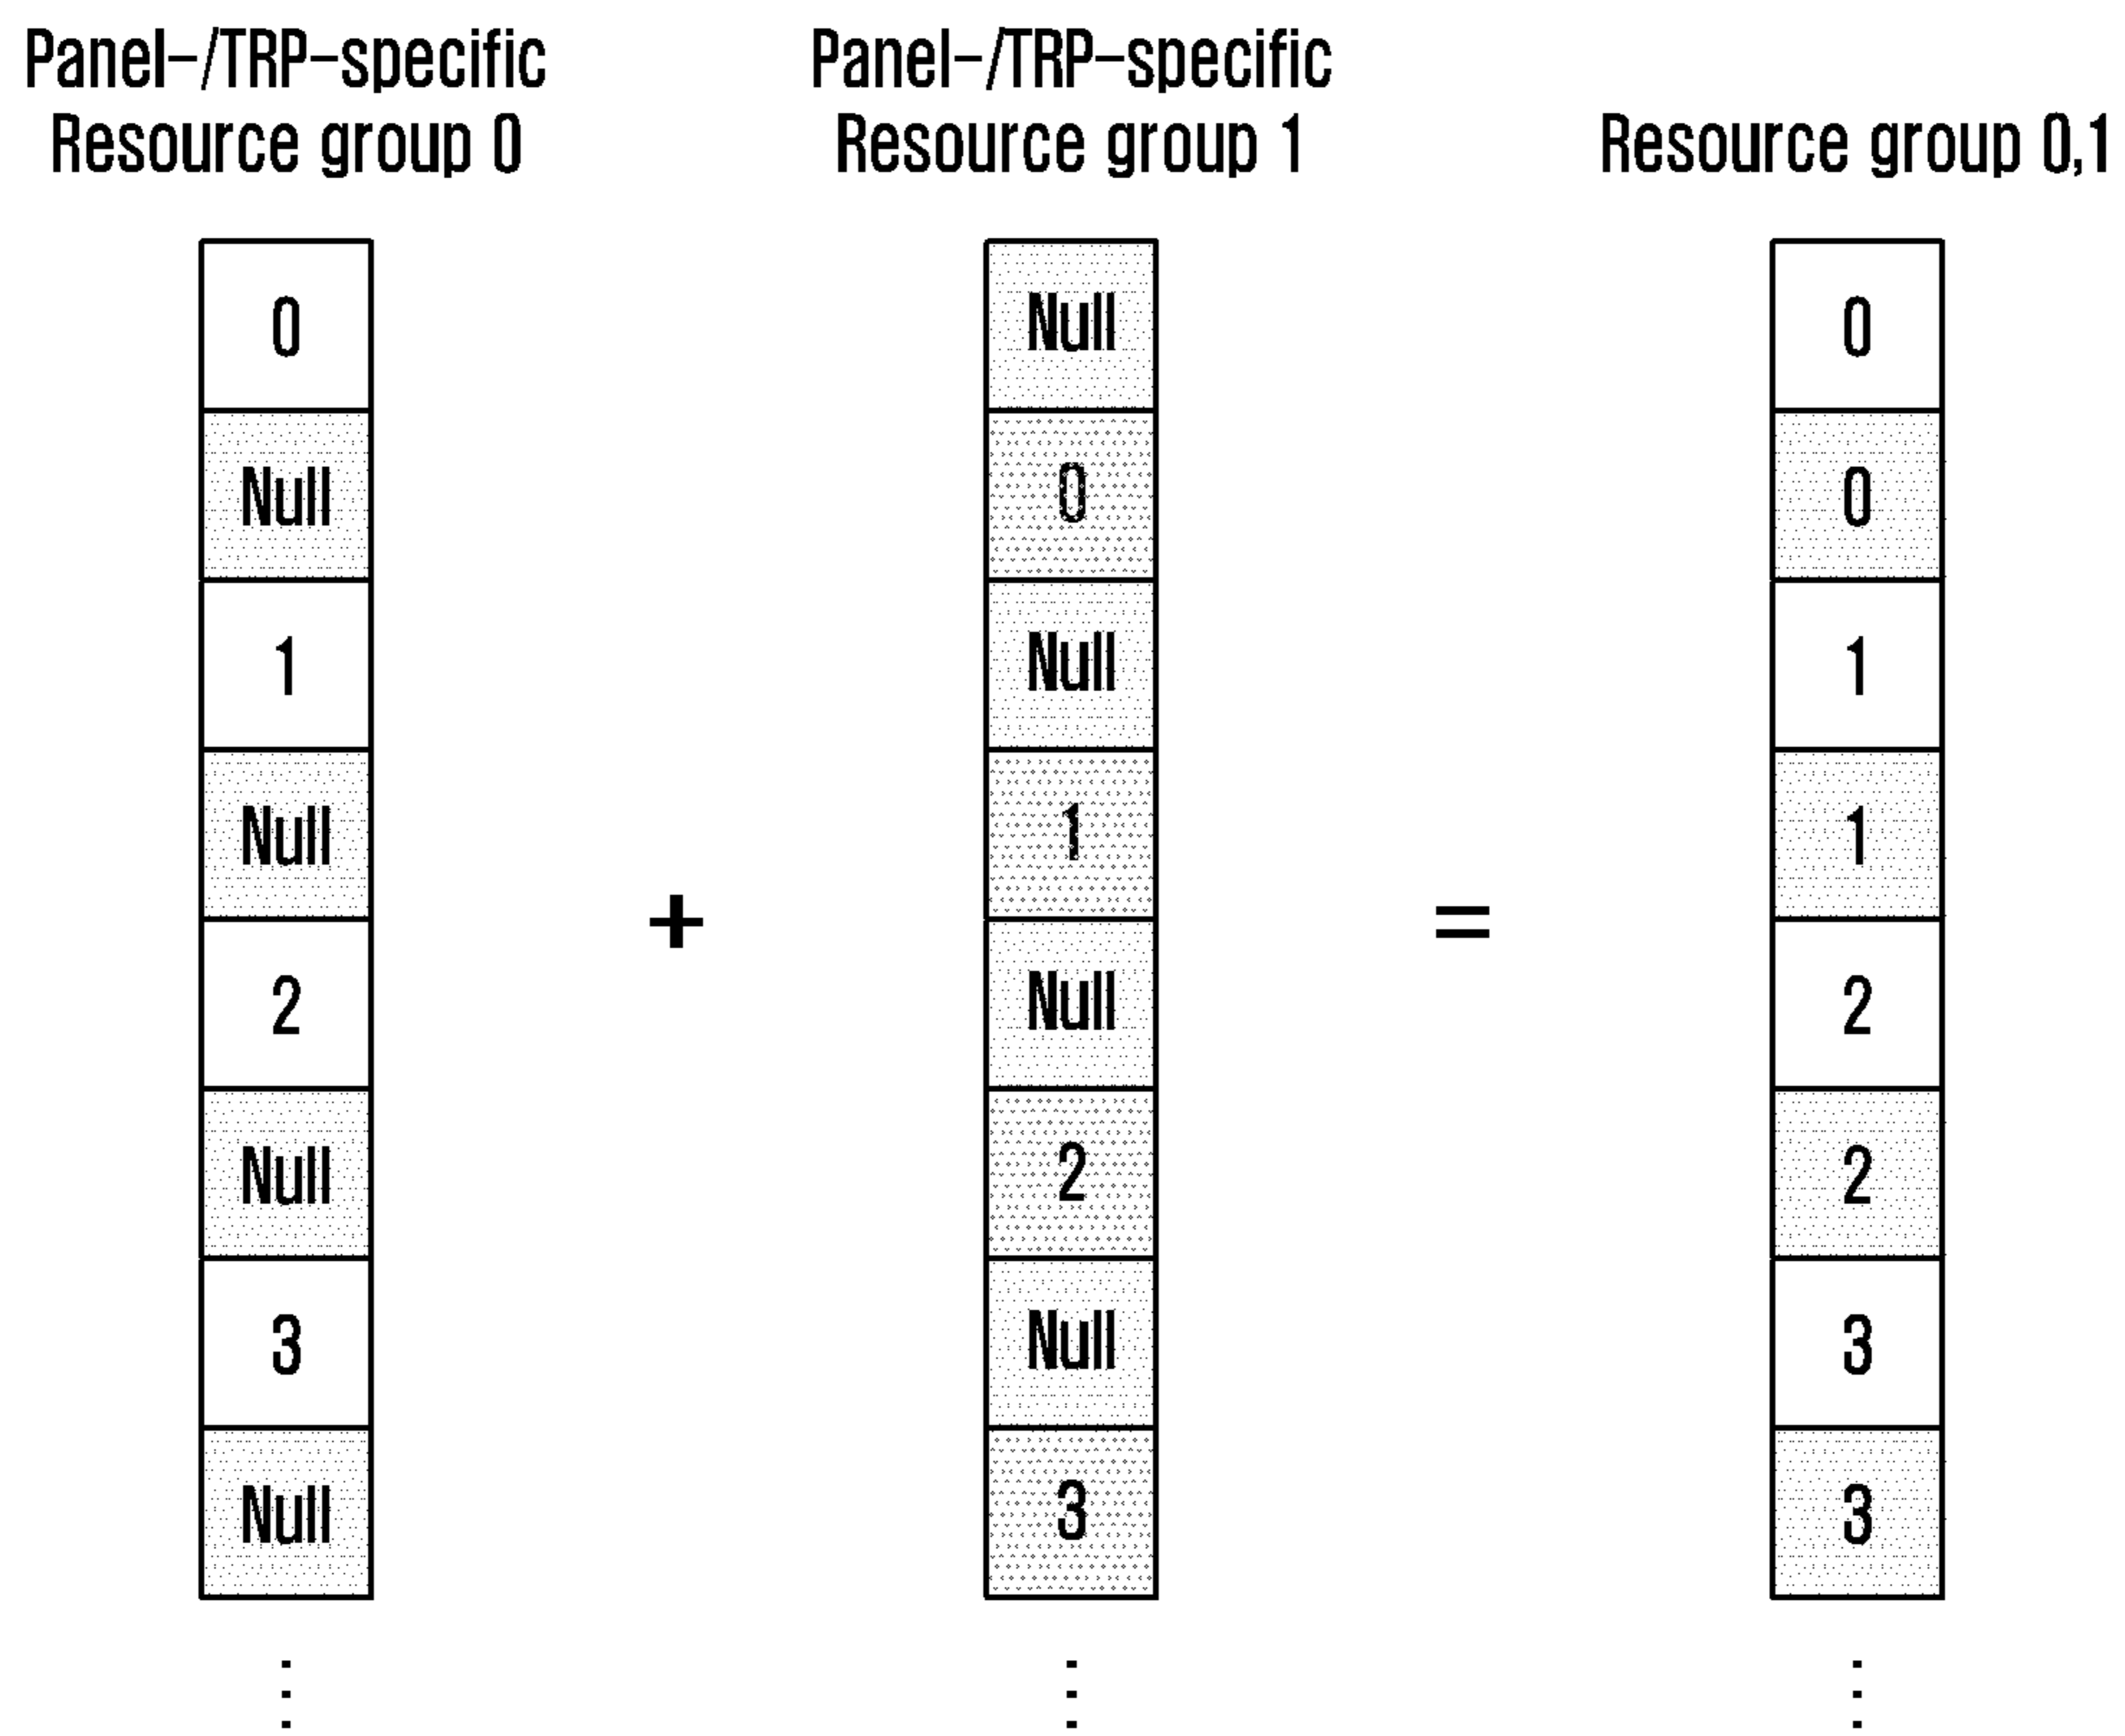 Panel-/TRP-specific
Resource group 0
0
Null
1
Null
2
Null
3
Null
+
Panel-/TRP-specific
Resource group 1
Null
0
Null
1
Null
2
Null
3
=
Resource group 0,1
0
0
1
1
2
2
3
3